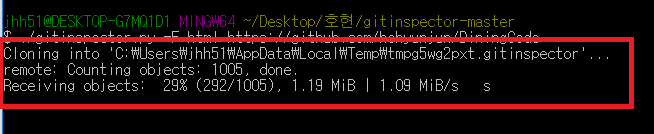 jhh51@DESKTOP-G7MQ1D1 MINGW64 ~/Desktop/호현/gitinspector-master
$ ./gitinspector.py -F html https://github.com/
Cloning into 'C:\Users\jhh51\AppData\Local\Temp\tmpg5wg2pxt.gitinspector'...
remote: Counting objects: 1005, done.
Receiving objects:  29% (292/1005), 1.19 MiB | 1.09 MiB/s   s